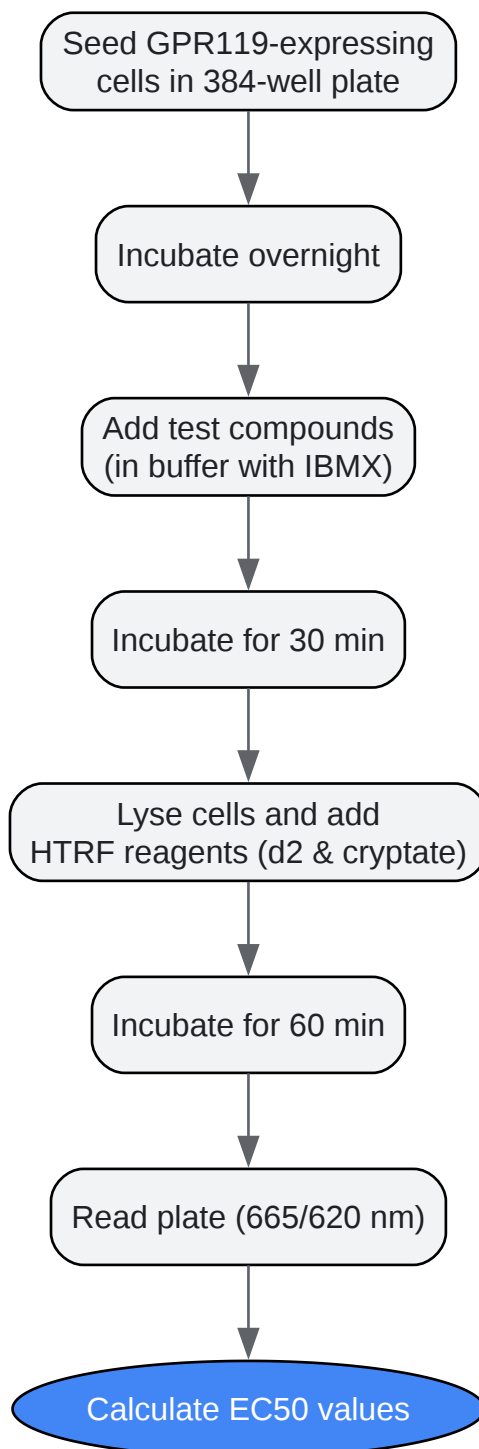 Seed GPR119-expressing
cells in 384-well plate
Incubate overnight
Add test compounds
(in buffer with IBMX)
Incubate for 30 min
Lyse cells and add
HTRF reagents (d2 & cryptate)
Incubate for 60 min
Read plate (665/620 nm)
Calculate EC50 values